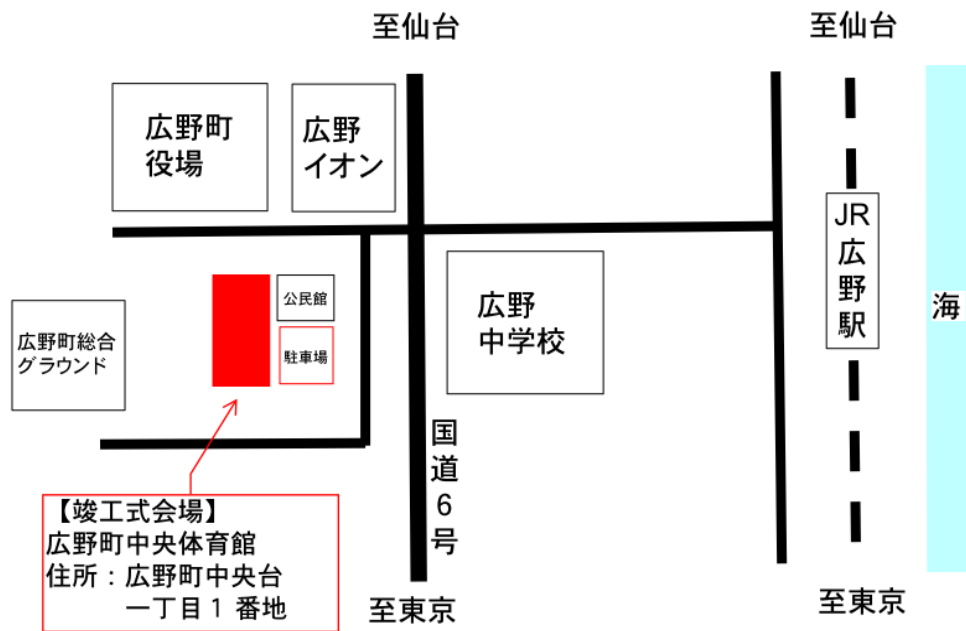 至仙台
至仙台
広野町
役場
広野
イオン
JR
広
野
駅
海
公民館
駐車場
広野町総合
グラウンド
広野
中学校
国
道
6
号
【竣工式会場】
広野町中央体育館
住所：広野町中央台
一丁目１番地
至東京
至東京